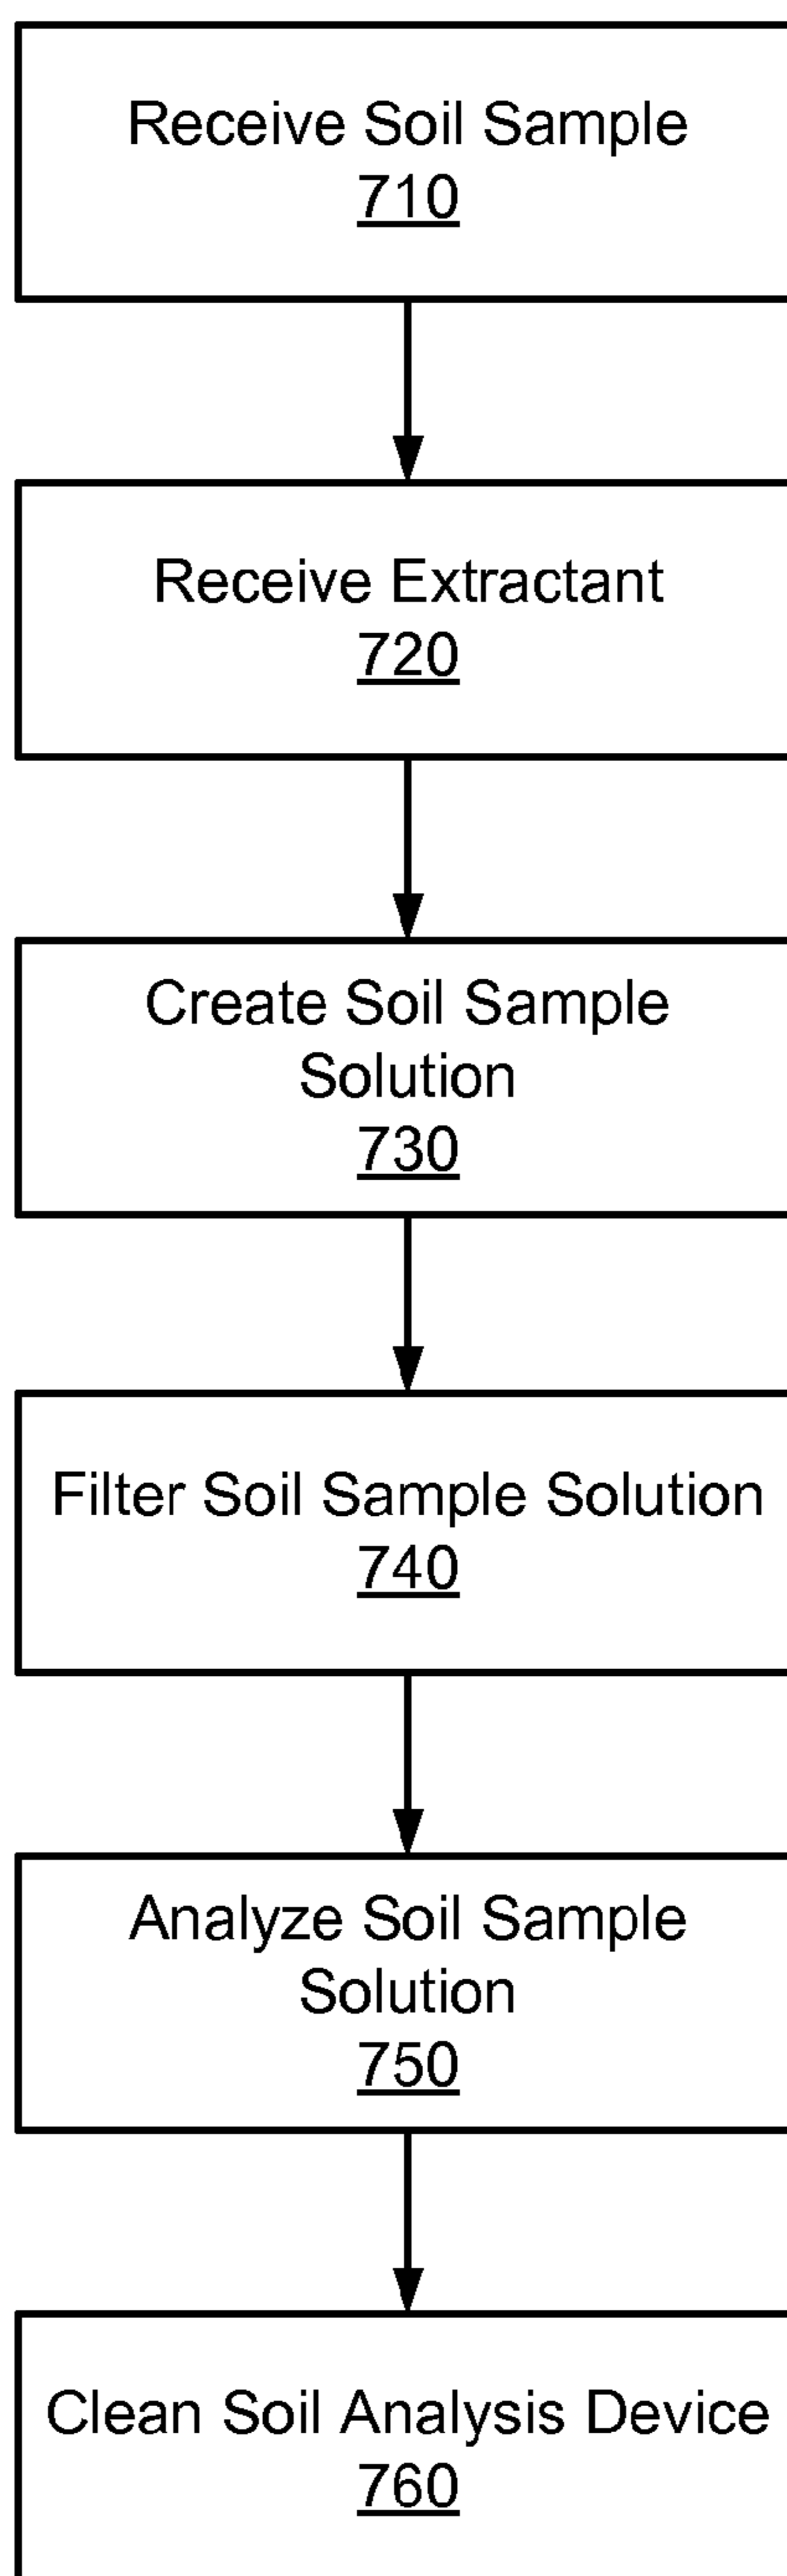 Receive Soil Sample
710
Receive Extractant
720
Create Soil Sample
Solution
730
Filter Soil Sample Solution
740
Analyze Soil Sample
Solution
750
Clean Soil Analysis Device
760